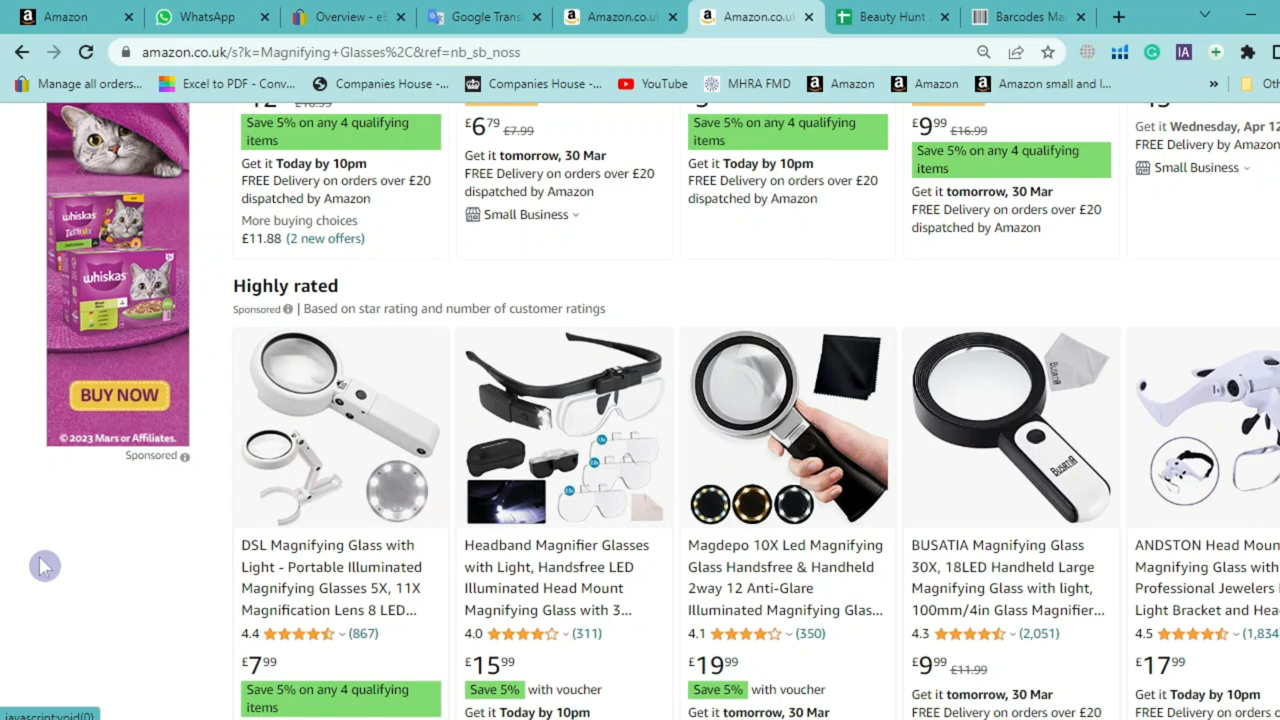 Amazon
WhatsApp
Overview - eB
Google Trans
Amazon.co.u
Amazon.co.u
Beauty Hunt
Barcodes Ma
amazon.co.uk/s?k=Magnifying+Glasses%2C&ref=nb_sb_noss
IA
Manage all orders...
Excel to PDF - Conv...
Companies House -...
Companies House -...
YouTube
MHRA FMD
Amazon
Amazon
Amazon small and l...
»
Oth
£6.79 £7.99
£9.99 £16.99
Save 5% on any 4 qualifying
items
Get it Today by 10pm
FREE Delivery on orders over £20
dispatched by Amazon
More buying choices
£11.88 (2 new offers)
Get it tomorrow, 30 Mar
FREE Delivery on orders over £20
dispatched by Amazon
Small Business
Save 5% on any 4 qualifying
items
Get it Today by 10pm
FREE Delivery on orders over £20
dispatched by Amazon
Save 5% on any 4 qualifying
items
Get it tomorrow, 30 Mar
FREE Delivery on orders over £20
dispatched by Amazon
Get it Wednesday, Apr 12
FREE Delivery by Amazon
Small Business
whiskas
whiskas
BUY NOW
© 2023 Mars or Affiliates.
Sponsored
Highly rated
Sponsored | Based on star rating and number of customer ratings
BUSATIA
DSL Magnifying Glass with
Light - Portable Illuminated
Magnifying Glasses 5X, 11X
Magnification Lens 8 LED...
4.4 (867)
£7.99
Save 5% on any 4 qualifying
items
Headband Magnifier Glasses
with Light, Handsfree LED
Illuminated Head Mount
Magnifying Glass with 3...
4.0 (311)
£15.99
Save 5% with voucher
Get it Today by 10pm
Magdepo 10X Led Magnifying
Glass Handsfree & Handheld
2way 12 Anti-Glare
Illuminated Magnifying Glas...
4.1 (350)
£19.99
Save 5% with voucher
Get it tomorrow, 30 Mar
BUSATIA Magnifying Glass
30X, 18LED Handheld Large
Magnifying Glass with light,
100mm/4in Glass Magnifier...
4.3 (2,051)
£9.99 £11.99
Get it tomorrow, 30 Mar
FREE Delivery on orders over £20
ANDSTON Head Moun
Magnifying Glass with
Professional Jewelers
Light Bracket and Hea
4.5 (1,834
£17.99
Get it Today by 10pm
FREE Delivery on orde
javascript:void(0)